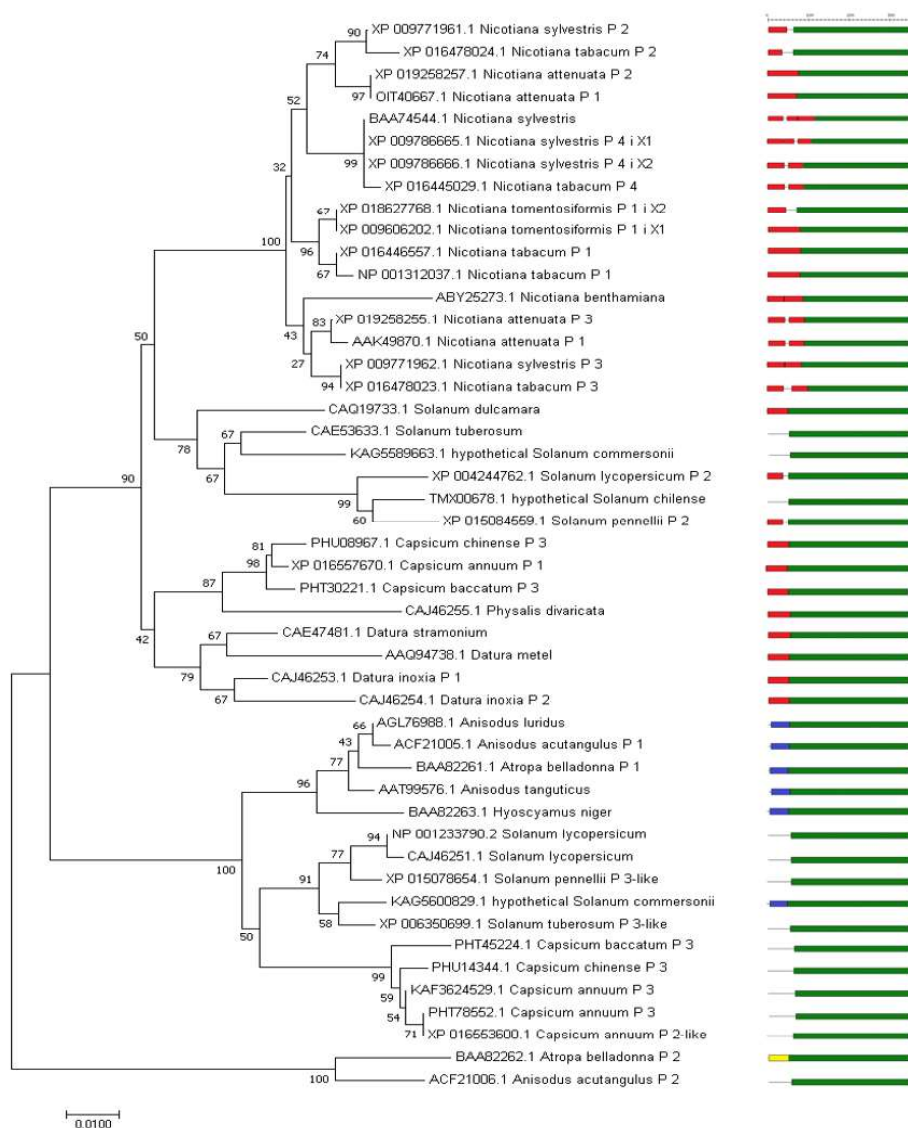 0 100 200 300
90 XP 009771961.1 Nicotiana sylvestris P 2
74 XP 016478024.1 Nicotiana tabacum P 2
XP 019258257.1 Nicotiana attenuata P 2
52 97 OIT40667.1 Nicotiana attenuata P 1
BAA74544.1 Nicotiana sylvestris
XP 009786665.1 Nicotiana sylvestris P 4 i X1
32 99 XP 009786666.1 Nicotiana sylvestris P 4 i X2
XP 016445029.1 Nicotiana tabacum P 4
67 XP 018627768.1 Nicotiana tomentosiformis P 1 i X2
XP 009606202.1 Nicotiana tomentosiformis P 1 i X1
100 96 XP 016446557.1 Nicotiana tabacum P 1
67 NP 001312037.1 Nicotiana tabacum P 1
ABY25273.1 Nicotiana benthamiana
83 XP 019258255.1 Nicotiana attenuata P 3
50 43 AAK49870.1 Nicotiana attenuata P 1
27 XP 009771962.1 Nicotiana sylvestris P 3
94 XP 016478023.1 Nicotiana tabacum P 3
CAQ19733.1 Solanum dulcamara
67 CAE53633.1 Solanum tuberosum
78 KAG5589663.1 hypothetical Solanum commersonii
90 67 XP 004244762.1 Solanum lycopersicum P 2
99 TMX00678.1 hypothetical Solanum chilense
60 XP 015084559.1 Solanum pennellii P 2
81 PHU08967.1 Capsicum chinense P 3
98 XP 016557670.1 Capsicum annuum P 1
87 PHT30221.1 Capsicum baccatum P 3
CAJ46255.1 Physalis divaricata
42 67 CAE47481.1 Datura stramonium
AAQ94738.1 Datura metel
79 CAJ46253.1 Datura inoxia P 1
67 CAJ46254.1 Datura inoxia P 2
66 AGL76988.1 Anisodus luridus
43 ACF21005.1 Anisodus acutangulus P 1
77 BAA82261.1 Atropa belladonna P 1
96 AAT99576.1 Anisodus tanguticus
BAA82263.1 Hyoscyamus niger
94 NP 001233790.2 Solanum lycopersicum
77 CAJ46251.1 Solanum lycopersicum
100 91 XP 015078654.1 Solanum pennellii P 3-like
KAG5600829.1 hypothetical Solanum commersonii
58 XP 006350699.1 Solanum tuberosum P 3-like
50 PHT45224.1 Capsicum baccatum P 3
99 PHU14344.1 Capsicum chinense P 3
59 KAF3624529.1 Capsicum annuum P 3
54 PHT78552.1 Capsicum annuum P 3
71 XP 016553600.1 Capsicum annuum P 2-like
BAA82262.1 Atropa belladonna P 2
100 ACF21006.1 Anisodus acutangulus P 2
0.0100